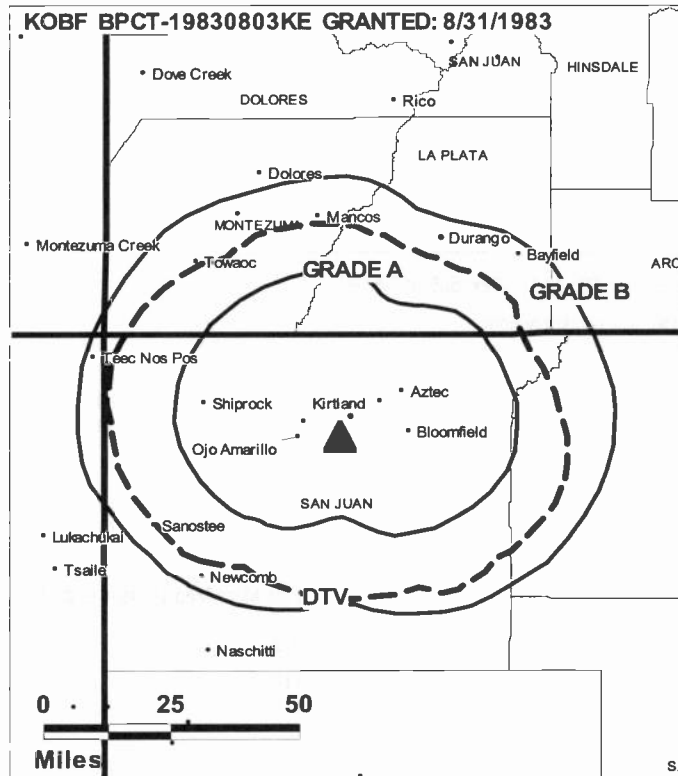 KOBF BPCT-19830803KE GRANTED: 8/31/1983
SAN JUAN
HINSDALE
Dove Creek
DOLORES
Rico
LA PLATA
Dolores
MONTEZUMA
Mancos
Durango
Montezuma Creek
Bayfield
Towaoc
GRADE A
ARC
GRADE B
Teec Nos Pos
Shiprock
Kirtland
Aztec
Ojo Amarillo
Bloomfield
SAN JUAN
Sanostee
Lukachukai
Tsaile
Newcomb
DTV
Naschitti
0 25 50
Miles
S